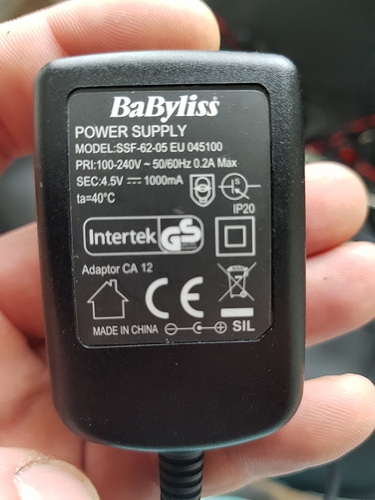 BaByliss
POWER SUPPLY
MODEL:SSF-62-05 EU 045100
PRI:100-240V ~ 50/60Hz 0.2A Max
SEC:4.5V ⎓ 1000mA
ta=40°C
IP20
Intertek GS
Adaptor CA 12
CE
MADE IN CHINA
SIL